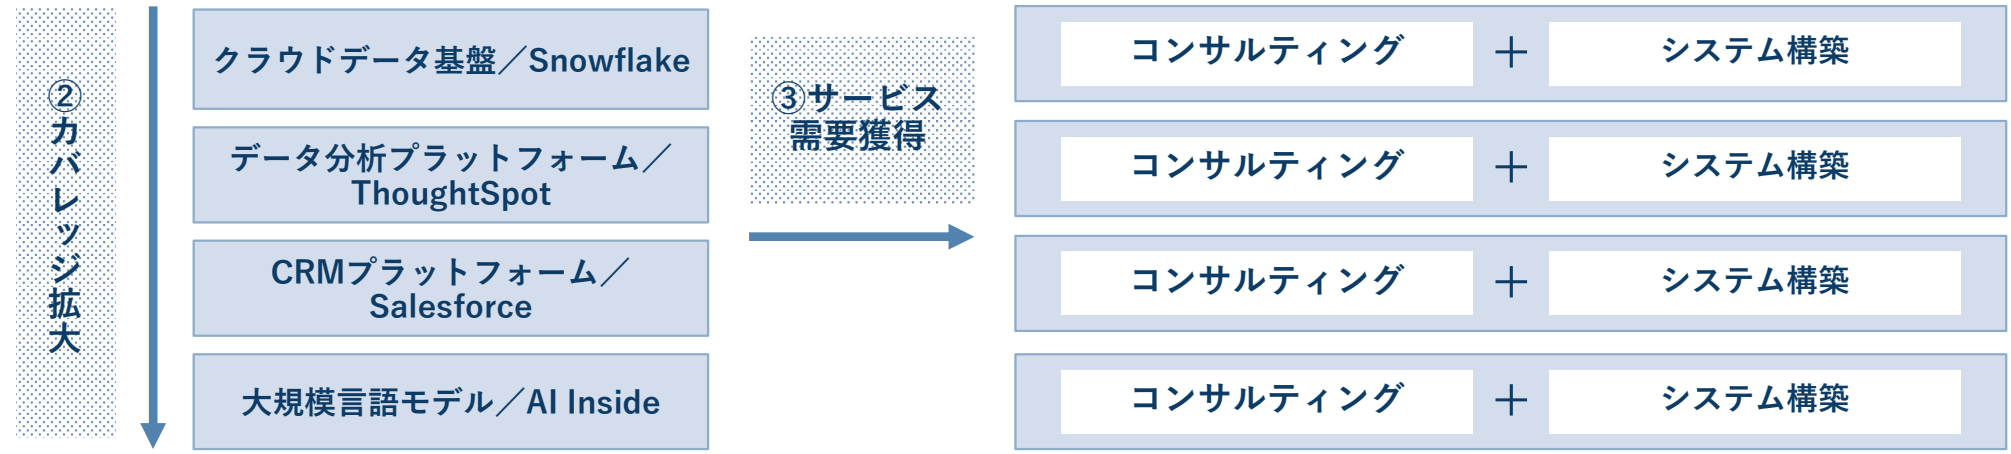 ②カバレッジ拡大
クラウドデータ基盤／Snowflake
データ分析プラットフォーム／
ThoughtSpot
CRMプラットフォーム／
Salesforce
大規模言語モデル／AI Inside
③サービス
需要獲得
コンサルティング ＋ システム構築
コンサルティング ＋ システム構築
コンサルティング ＋ システム構築
コンサルティング ＋ システム構築